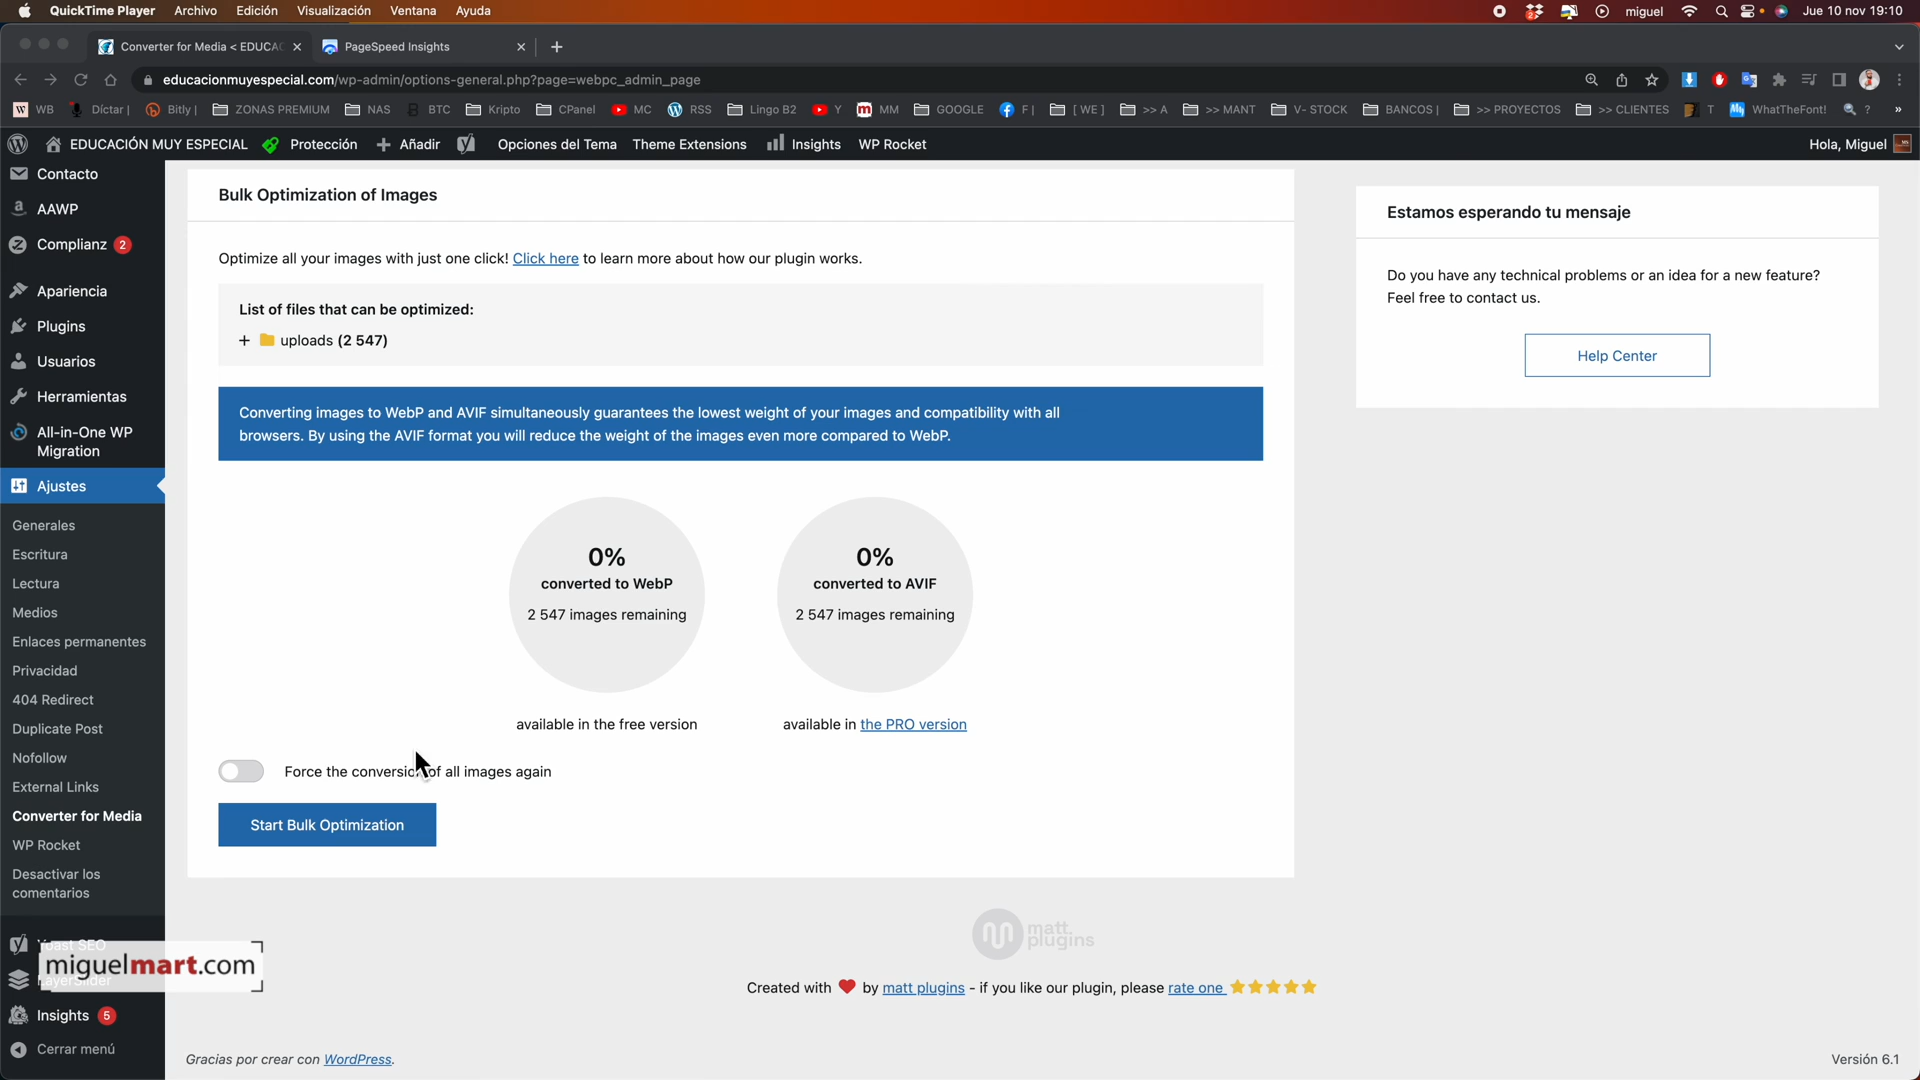 QuickTime Player Archivo Edición Visualización Ventana Ayuda
2 miguel Jue 10 nov 19:10
Converter for Media < EDUCAC PageSpeed Insights
educacionmuyespecial.com/wp-admin/options-general.php?page=webpc_admin_page
WB Díctar | Bitly | ZONAS PREMIUM NAS BTC Kripto CPanel MC RSS Lingo B2 Y MM GOOGLE F | [ WE ] >> A >> MANT V- STOCK BANCOS | >> PROYECTOS >> CLIENTES T WhatTheFont! ? »
EDUCACIÓN MUY ESPECIAL Protección Añadir Opciones del Tema Theme Extensions Insights WP Rocket Hola, Miguel
Contacto
AAWP
Complianz 2
Apariencia
Plugins
Usuarios
Herramientas
All-in-One WP
Migration
Ajustes
Generales
Escritura
Lectura
Medios
Enlaces permanentes
Privacidad
404 Redirect
Duplicate Post
Nofollow
External Links
Converter for Media
WP Rocket
Desactivar los
comentarios
Yoast SEO
LayerSlider
Insights 5
Cerrar menú
miguelmart.com
Bulk Optimization of Images
Optimize all your images with just one click! Click here to learn more about how our plugin works.
List of files that can be optimized:
+ uploads (2 547)
Converting images to WebP and AVIF simultaneously guarantees the lowest weight of your images and compatibility with all
browsers. By using the AVIF format you will reduce the weight of the images even more compared to WebP.
0%
converted to WebP
2 547 images remaining
available in the free version
0%
converted to AVIF
2 547 images remaining
available in the PRO version
Force the conversion of all images again
Start Bulk Optimization
Estamos esperando tu mensaje
Do you have any technical problems or an idea for a new feature?
Feel free to contact us.
Help Center
matt
plugins
Created with by matt plugins - if you like our plugin, please rate one
Gracias por crear con WordPress.
Versión 6.1